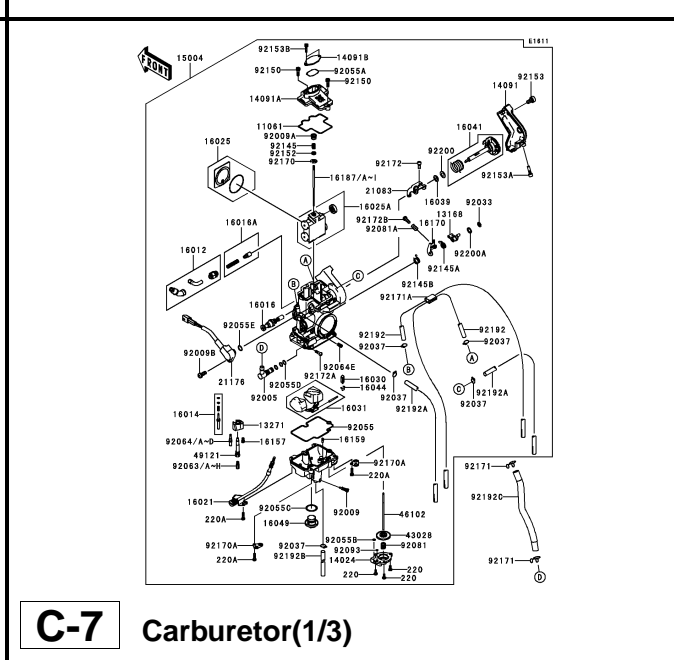 E1611
FRONT
15004
92153B
14091B
92150
92055A
92150
14091A
11061
92009A
92145
92152
92170
16187/A~I
16025
16025A
14091
92153
16041
92200
92172
21083
16039
92153A
92033
13168
16170
92172B
92081A
92200A
92145A
92145B
92171A
16016A
16012
A
B
C
16016
92055E
92009B
21176
D
92005
92055D
92172A
92064E
16030
16044
16031
92037
92192A
92192
92037
B
92192
92037
A
C
92037
92192A
16014
13271
92064/A~D
16157
49121
92063/A~H
92055
16159
92170A
220A
16021
220A
92055C
16049
92009
92170A
220A
92037
92192B
46102
43028
92055B
92093
92081
14024
220
220
220
92171
92192C
92171
D
C-7
Carburetor(1/3)